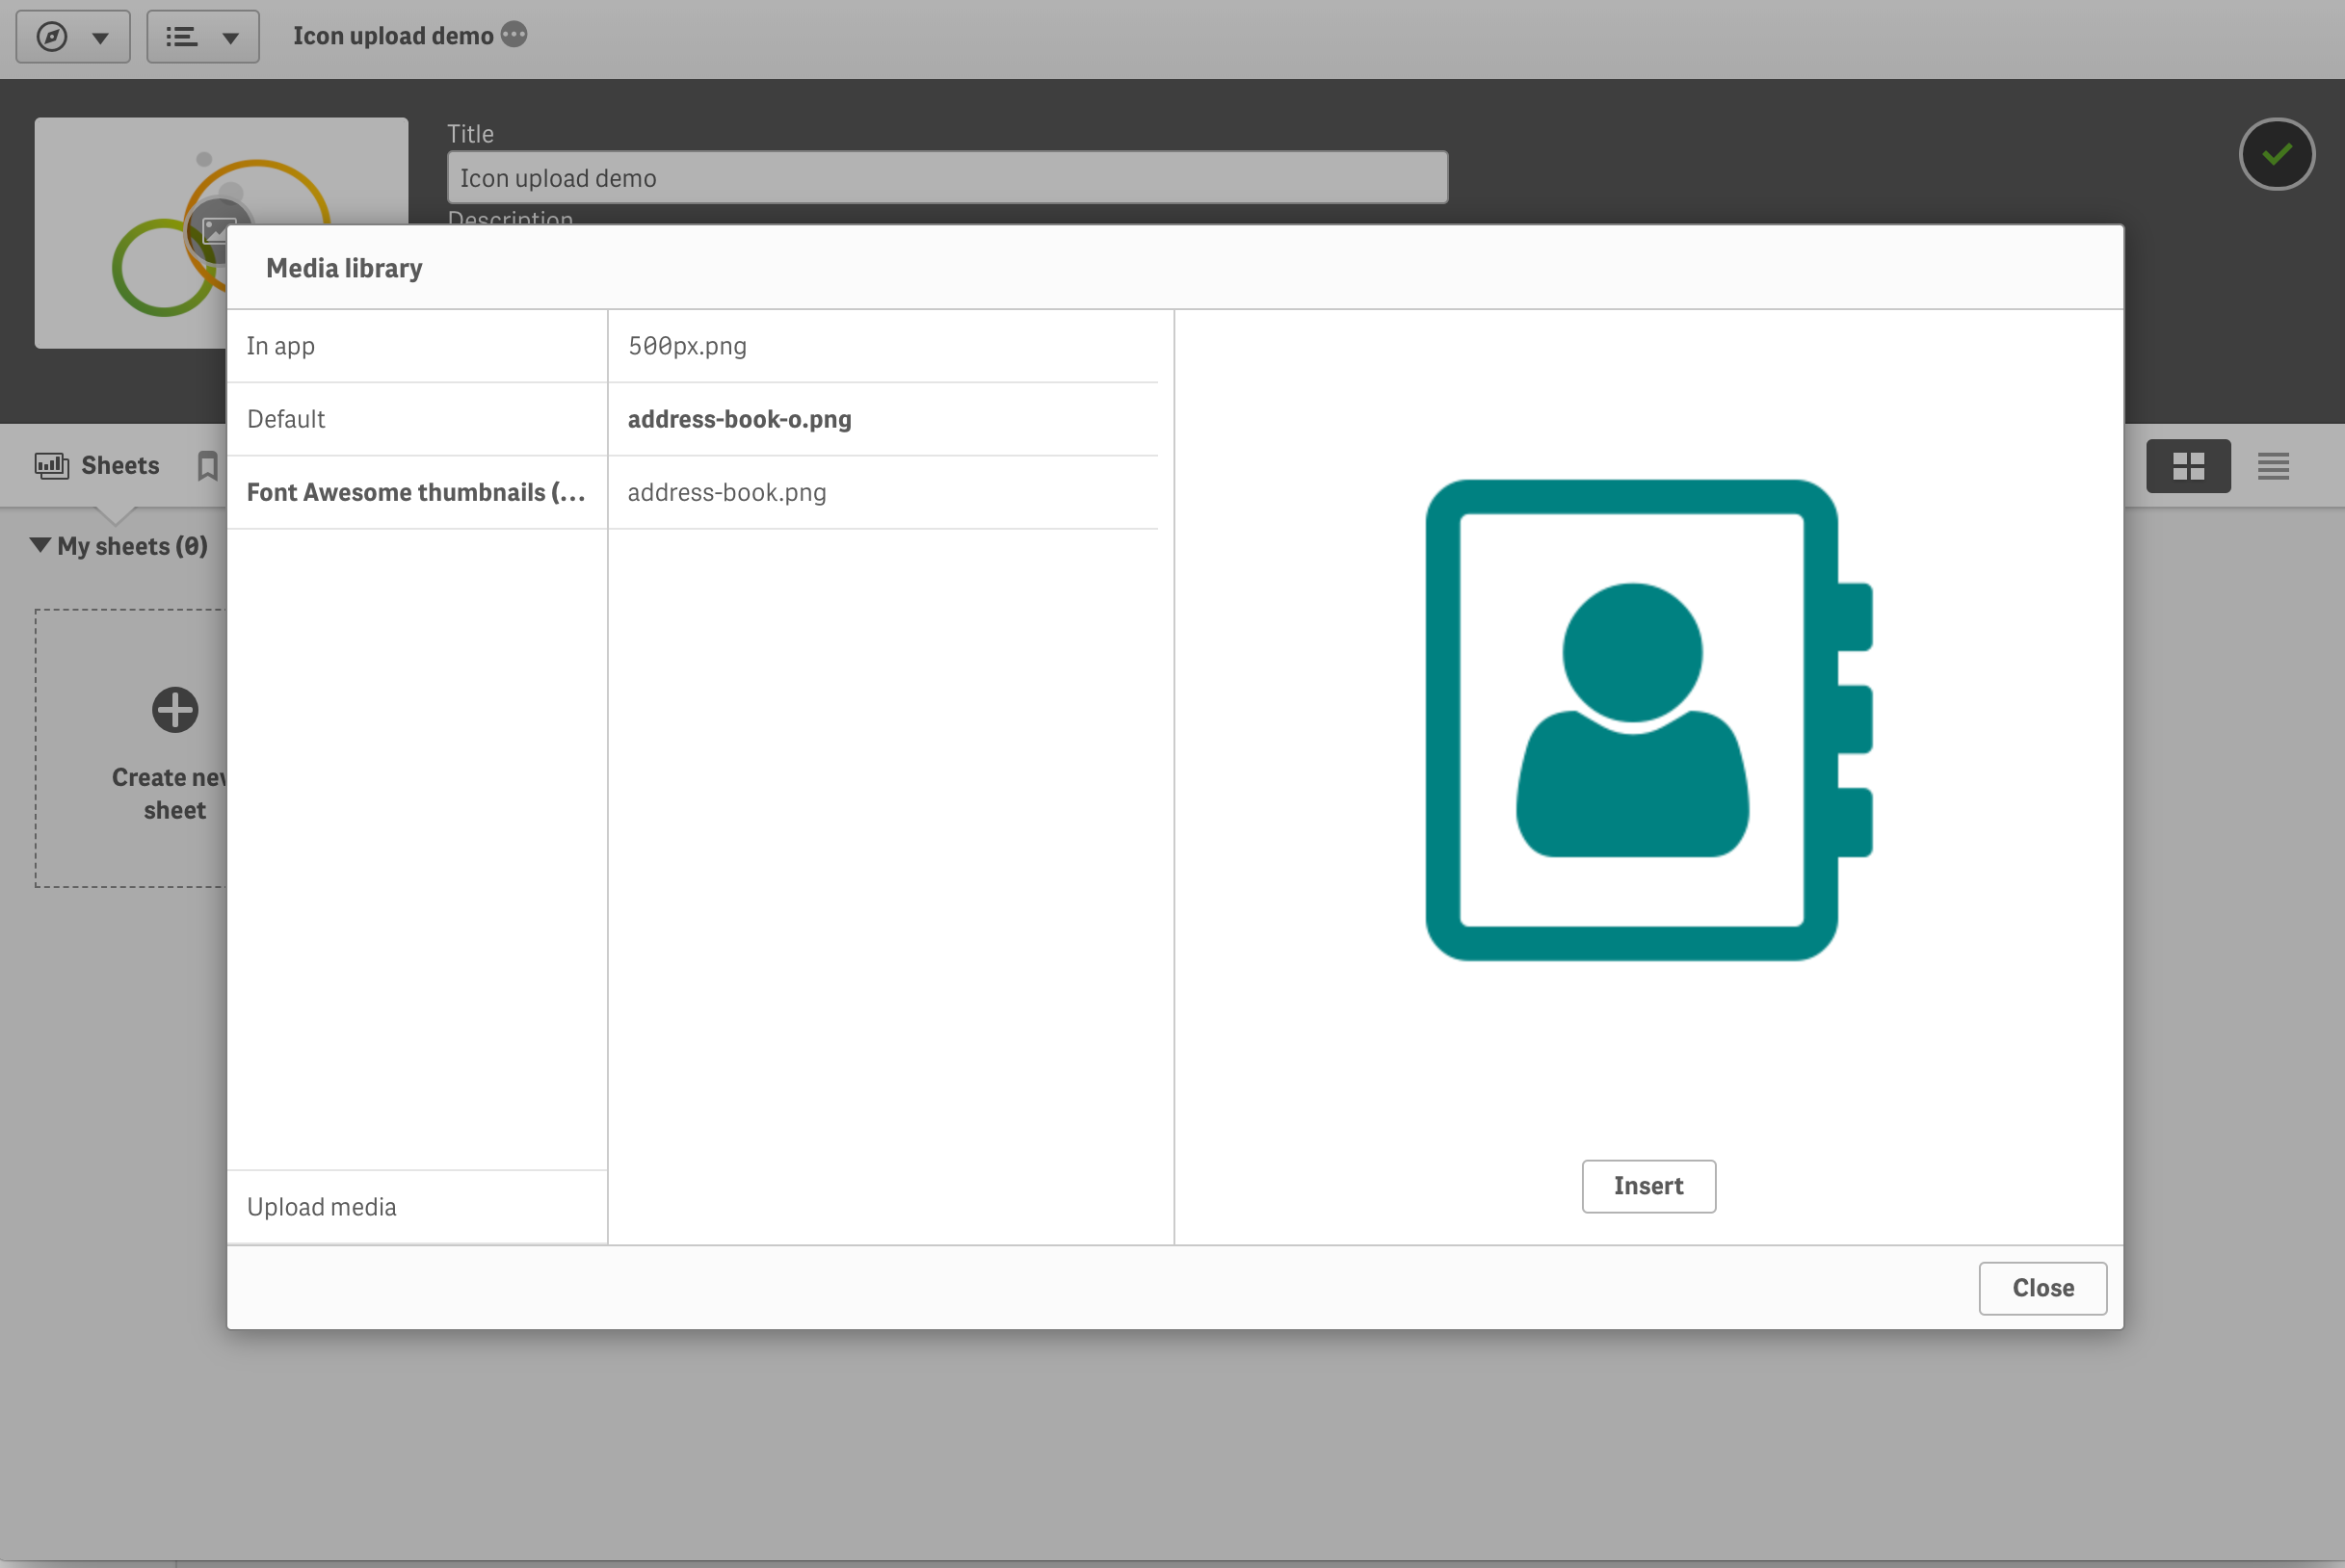 Icon upload demo
Title
Icon upload demo
Description
Media library
In app
Default
Font Awesome thumbnails (...
Upload media
500px.png
address-book-o.png
address-book.png
Insert
Close
Sheets
My sheets (0)
Create new
sheet